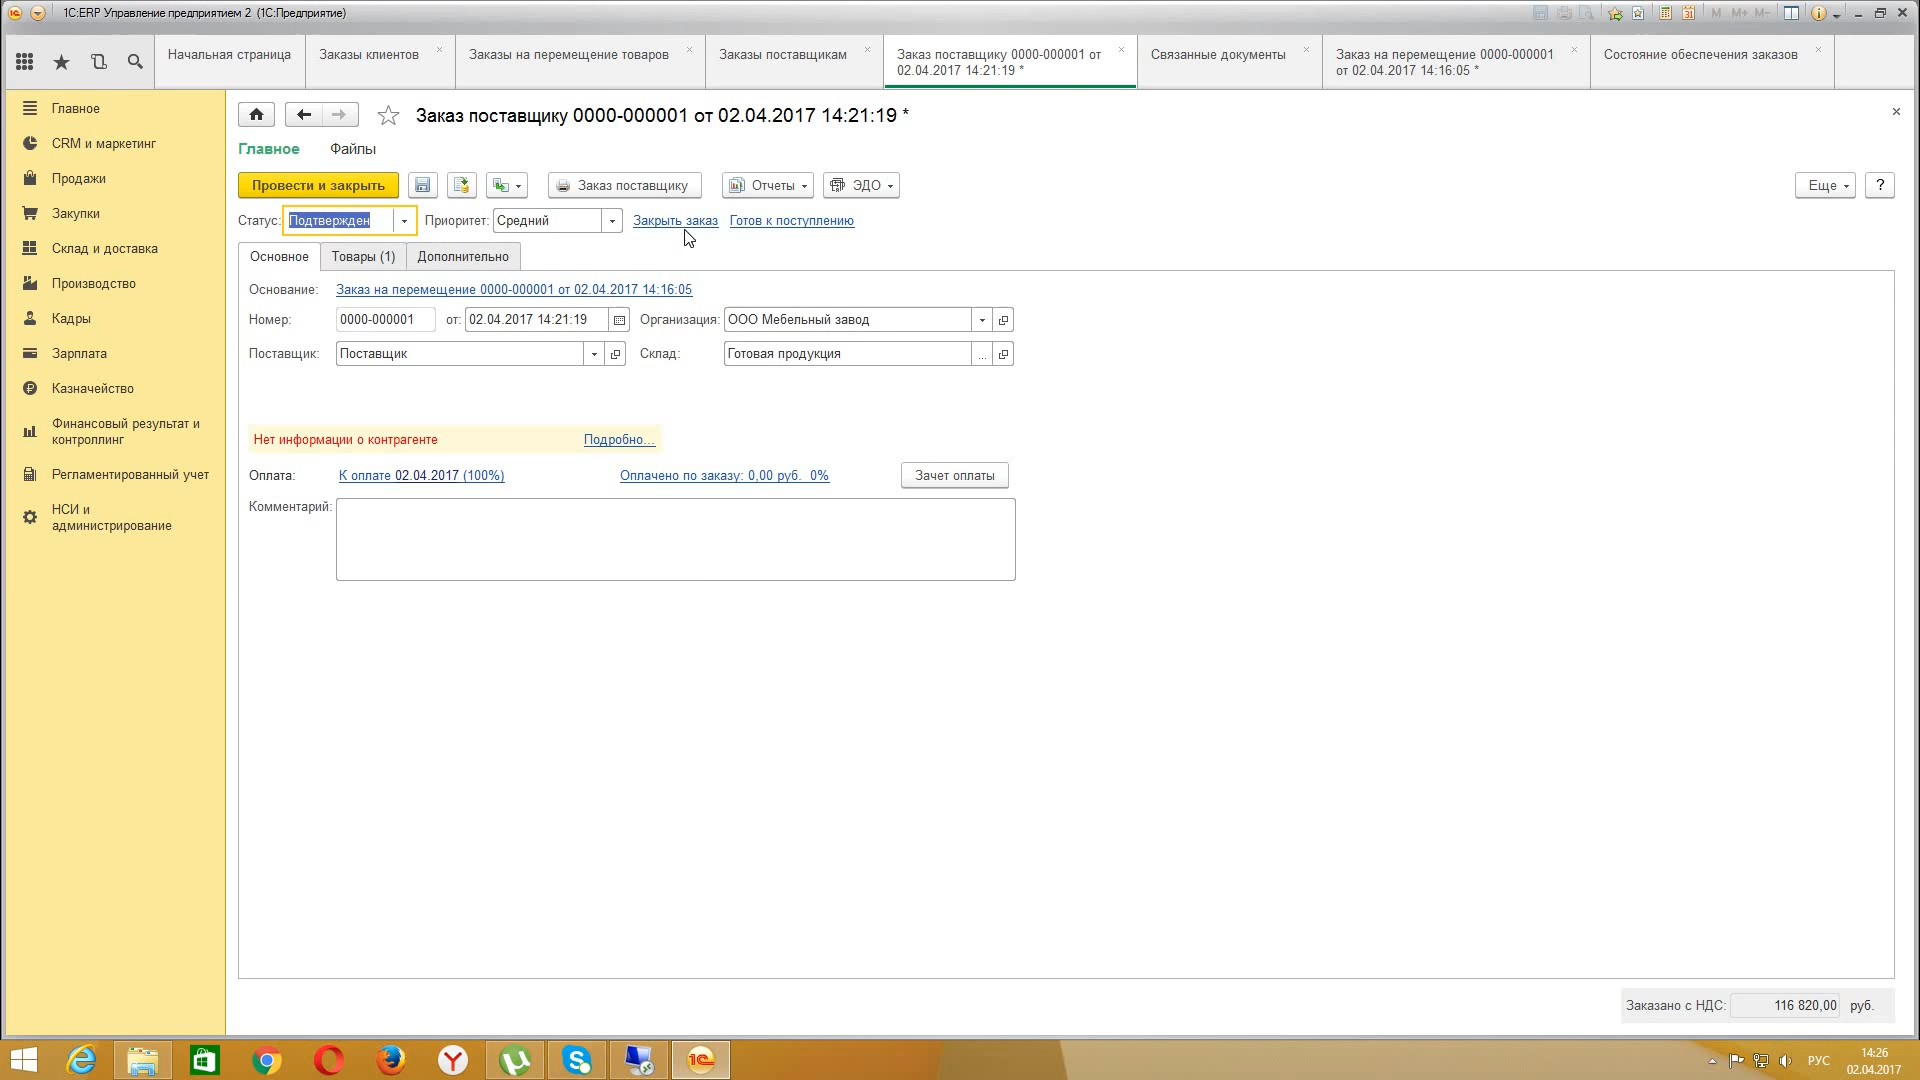 1С:ERP Управление предприятием 2 (1С:Предприятие)
M M+ M-
Начальная страница
Заказы клиентов
Заказы на перемещение товаров
Заказы поставщикам
Заказ поставщику 0000-000001 от
02.04.2017 14:21:19 *
Связанные документы
Заказ на перемещение 0000-000001
от 02.04.2017 14:16:05 *
Состояние обеспечения заказов
Главное
CRM и маркетинг
Продажи
Закупки
Склад и доставка
Производство
Кадры
Зарплата
Казначейство
Финансовый результат и
контроллинг
Регламентированный учет
НСИ и
администрирование
Заказ поставщику 0000-000001 от 02.04.2017 14:21:19 *
Главное Файлы
Провести и закрыть Заказ поставщику Отчеты ЭДО Еще ?
Статус: Подтвержден Приоритет: Средний Закрыть заказ Готов к поступлению
Основное Товары (1) Дополнительно
Основание: Заказ на перемещение 0000-000001 от 02.04.2017 14:16:05
Номер: 0000-000001 от: 02.04.2017 14:21:19 Организация: ООО Мебельный завод
Поставщик: Поставщик Склад: Готовая продукция ...
Нет информации о контрагенте Подробно...
Оплата: К оплате 02.04.2017 (100%) Оплачено по заказу: 0,00 руб. 0% Зачет оплаты
Комментарий:
Заказано с НДС: 116 820,00 руб.
РУС
14:26
02.04.2017